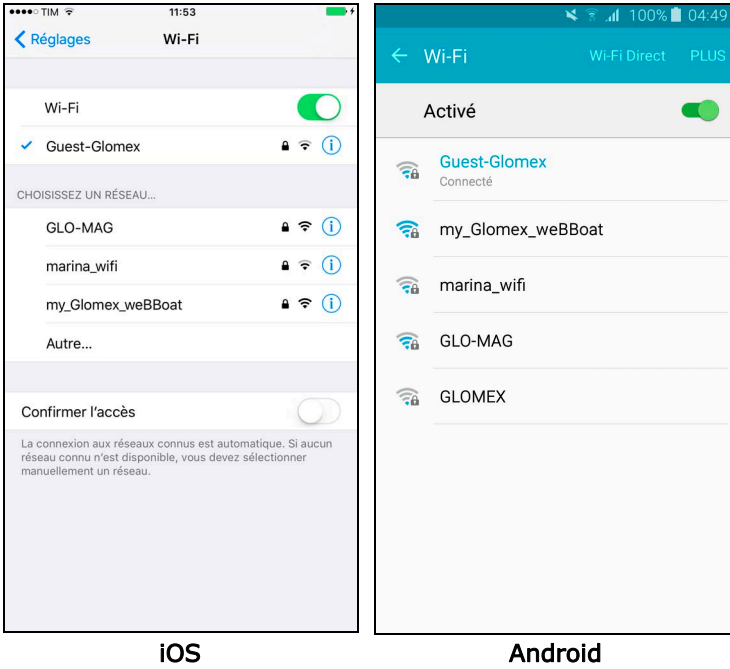 TIM 11:53
Réglages Wi-Fi
Wi-Fi
Guest-Glomex
CHOISISSEZ UN RÉSEAU...
GLO-MAG
marina_wifi
my_Glomex_weBBoat
Autre...
Confirmer l'accès
La connexion aux réseaux connus est automatique. Si aucun
réseau connu n'est disponible, vous devez sélectionner
manuellement un réseau.
iOS
100% 04:49
Wi-Fi Wi-Fi Direct PLUS
Activé
Guest-Glomex
Connecté
my_Glomex_weBBoat
marina_wifi
GLO-MAG
GLOMEX
Android